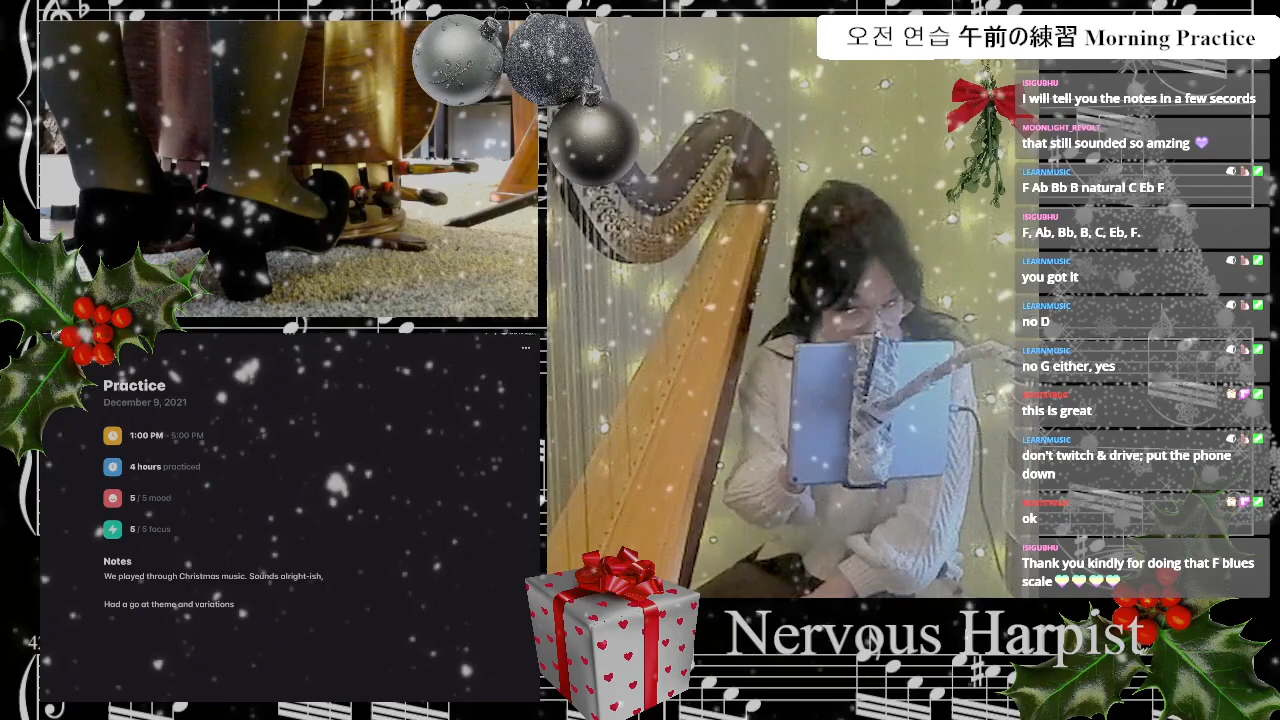 오전 연습 午前の練習 Morning Practice
ISIGUBHU
I will tell you the notes in a few seconds
MOONLIGHT_REVOLT
that still sounded so amzing
LEARNMUSIC
F Ab Bb B natural C Eb F
ISIGUBHU
F, Ab, Bb, B, C, Eb, F.
LEARNMUSIC
you got it
LEARNMUSIC
no D
LEARNMUSIC
no G either, yes
this is great
LEARNMUSIC
don't twitch & drive; put the phone
down
ok
ISIGUBHU
Thank you kindly for doing that F blues
scale
Practice
December 9, 2021
1:00 PM - 5:00 PM
4 hours practiced
5 / 5 mood
5 / 5 focus
Notes
We played through Christmas music. Sounds alright-ish,
Had a go at theme and variations
Nervous Harpist